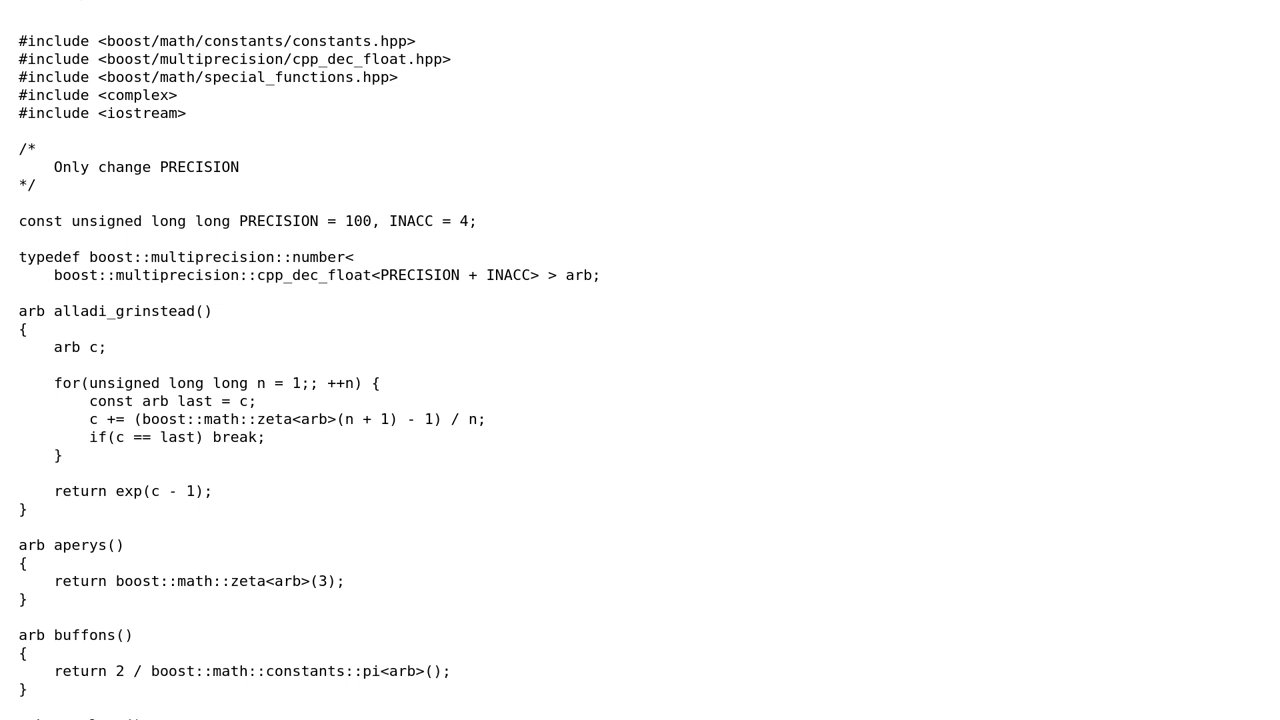 #include <boost/math/constants/constants.hpp>
#include <boost/multiprecision/cpp_dec_float.hpp>
#include <boost/math/special_functions.hpp>
#include <complex>
#include <iostream>

/*
    Only change PRECISION
*/

const unsigned long long PRECISION = 100, INACC = 4;

typedef boost::multiprecision::number<
    boost::multiprecision::cpp_dec_float<PRECISION + INACC> > arb;

arb alladi_grinstead()
{
    arb c;

    for(unsigned long long n = 1;; ++n) {
        const arb last = c;
        c += (boost::math::zeta<arb>(n + 1) - 1) / n;
        if(c == last) break;
    }

    return exp(c - 1);
}

arb aperys()
{
    return boost::math::zeta<arb>(3);
}

arb buffons()
{
    return 2 / boost::math::constants::pi<arb>();
}